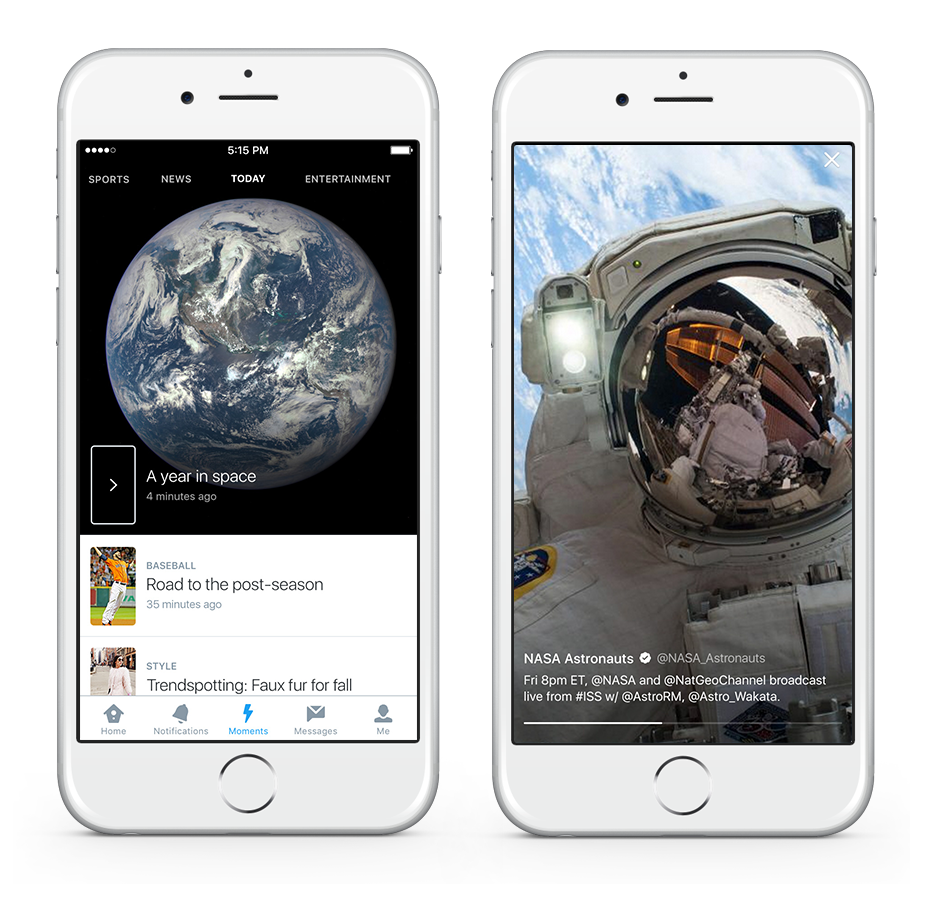 5:15 PM
SPORTS NEWS TODAY ENTERTAINMENT
A year in space
4 minutes ago
BASEBALL
Road to the post-season
35 minutes ago
STYLE
Trendspotting: Faux fur for fall
Home Notifications Moments Messages Me
NASA Astronauts @NASA_Astronauts
Fri 8pm ET, @NASA and @NatGeoChannel broadcast
live from #ISS w/ @AstroRM, @Astro_Wakata.